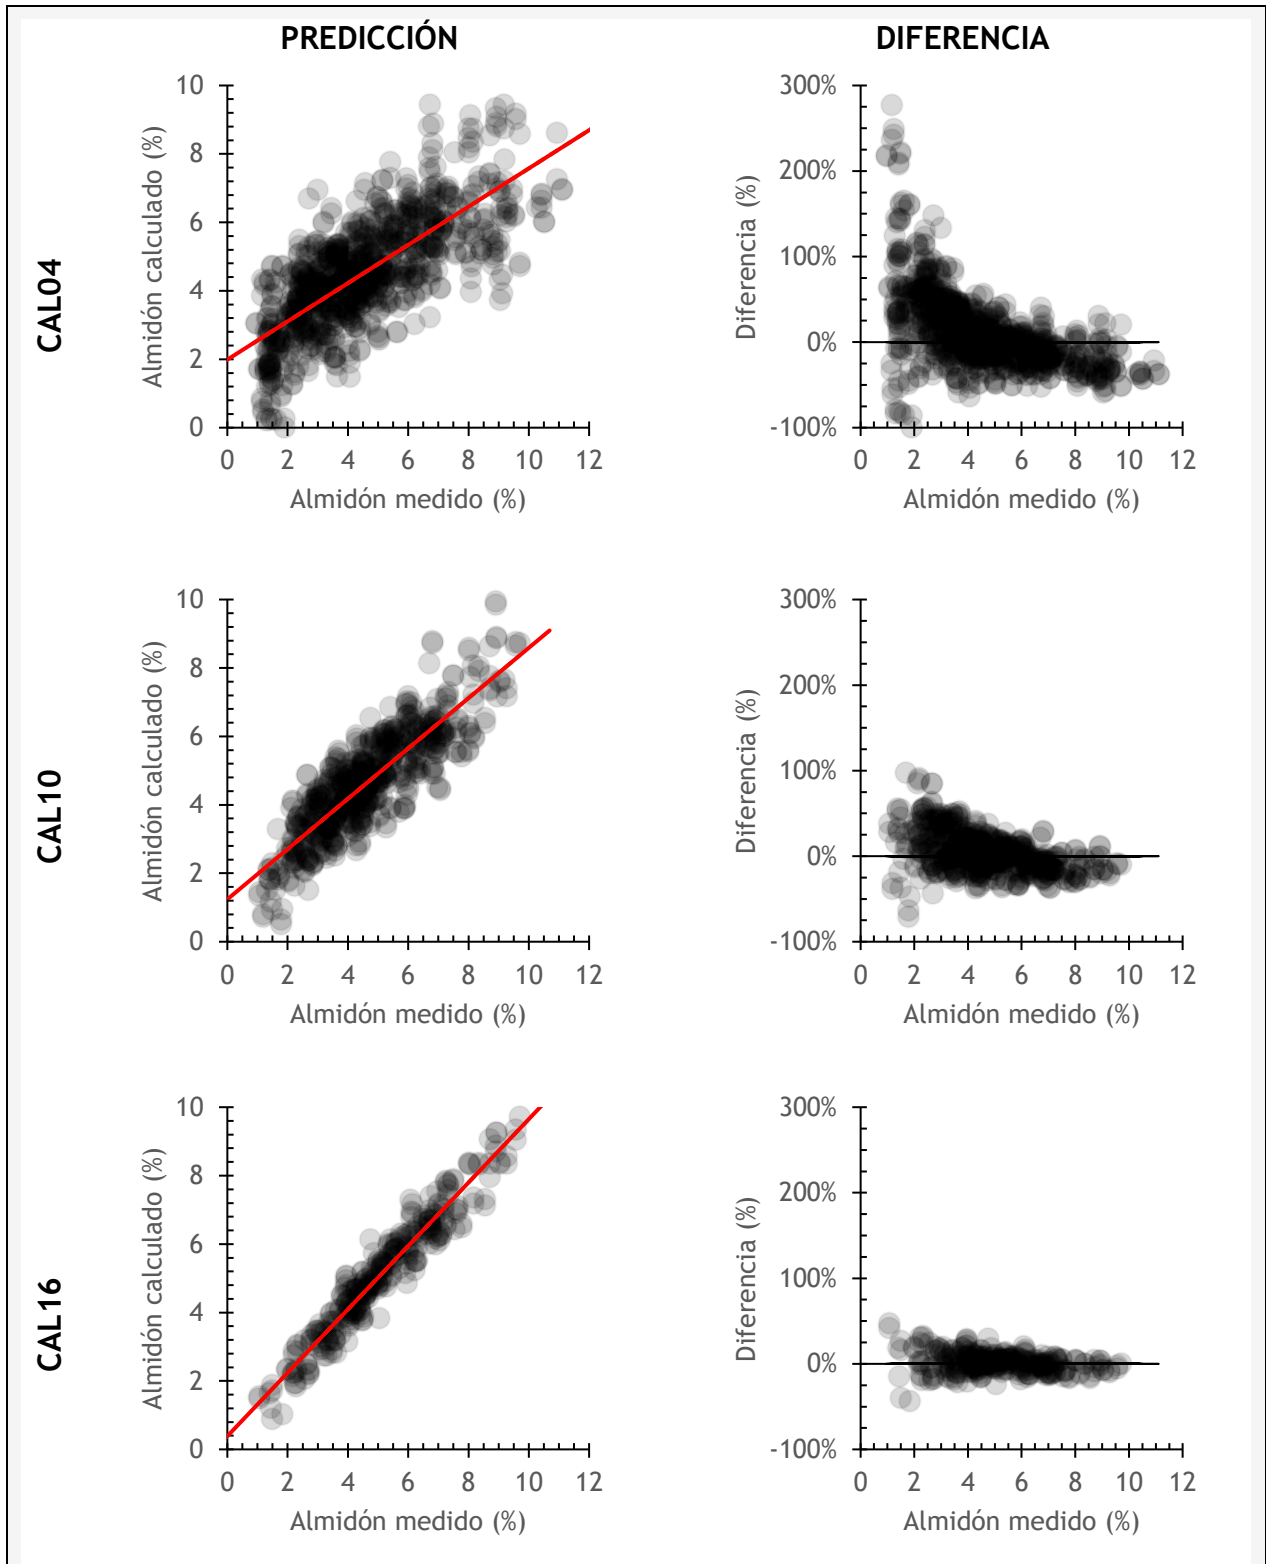 PREDICCIÓN
DIFERENCIA
CAL04
Almidón calculado (%)
10
8
6
4
2
0
0 2 4 6 8 10 12
Almidón medido (%)
Diferencia (%)
300%
200%
100%
0%
-100%
0 2 4 6 8 10 12
Almidón medido (%)
CAL10
Almidón calculado (%)
10
8
6
4
2
0
0 2 4 6 8 10 12
Almidón medido (%)
Diferencia (%)
300%
200%
100%
0%
-100%
0 2 4 6 8 10 12
Almidón medido (%)
CAL16
Almidón calculado (%)
10
8
6
4
2
0
0 2 4 6 8 10 12
Almidón medido (%)
Diferencia (%)
300%
200%
100%
0%
-100%
0 2 4 6 8 10 12
Almidón medido (%)